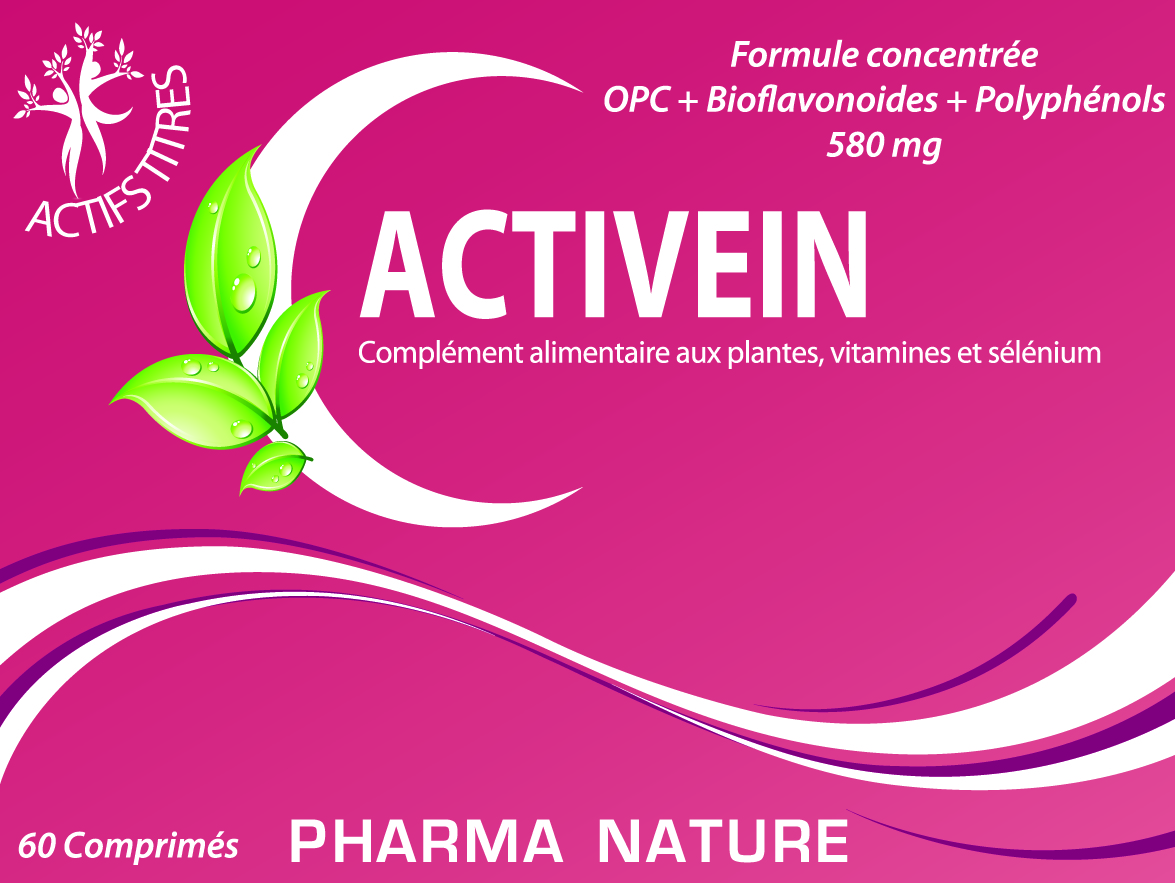 ACTIFS TITRES
Formule concentrée
OPC + Bioflavonoides + Polyphénols
580 mg
ACTIVEIN
Complément alimentaire aux plantes, vitamines et sélénium
60 Comprimés
PHARMA NATURE